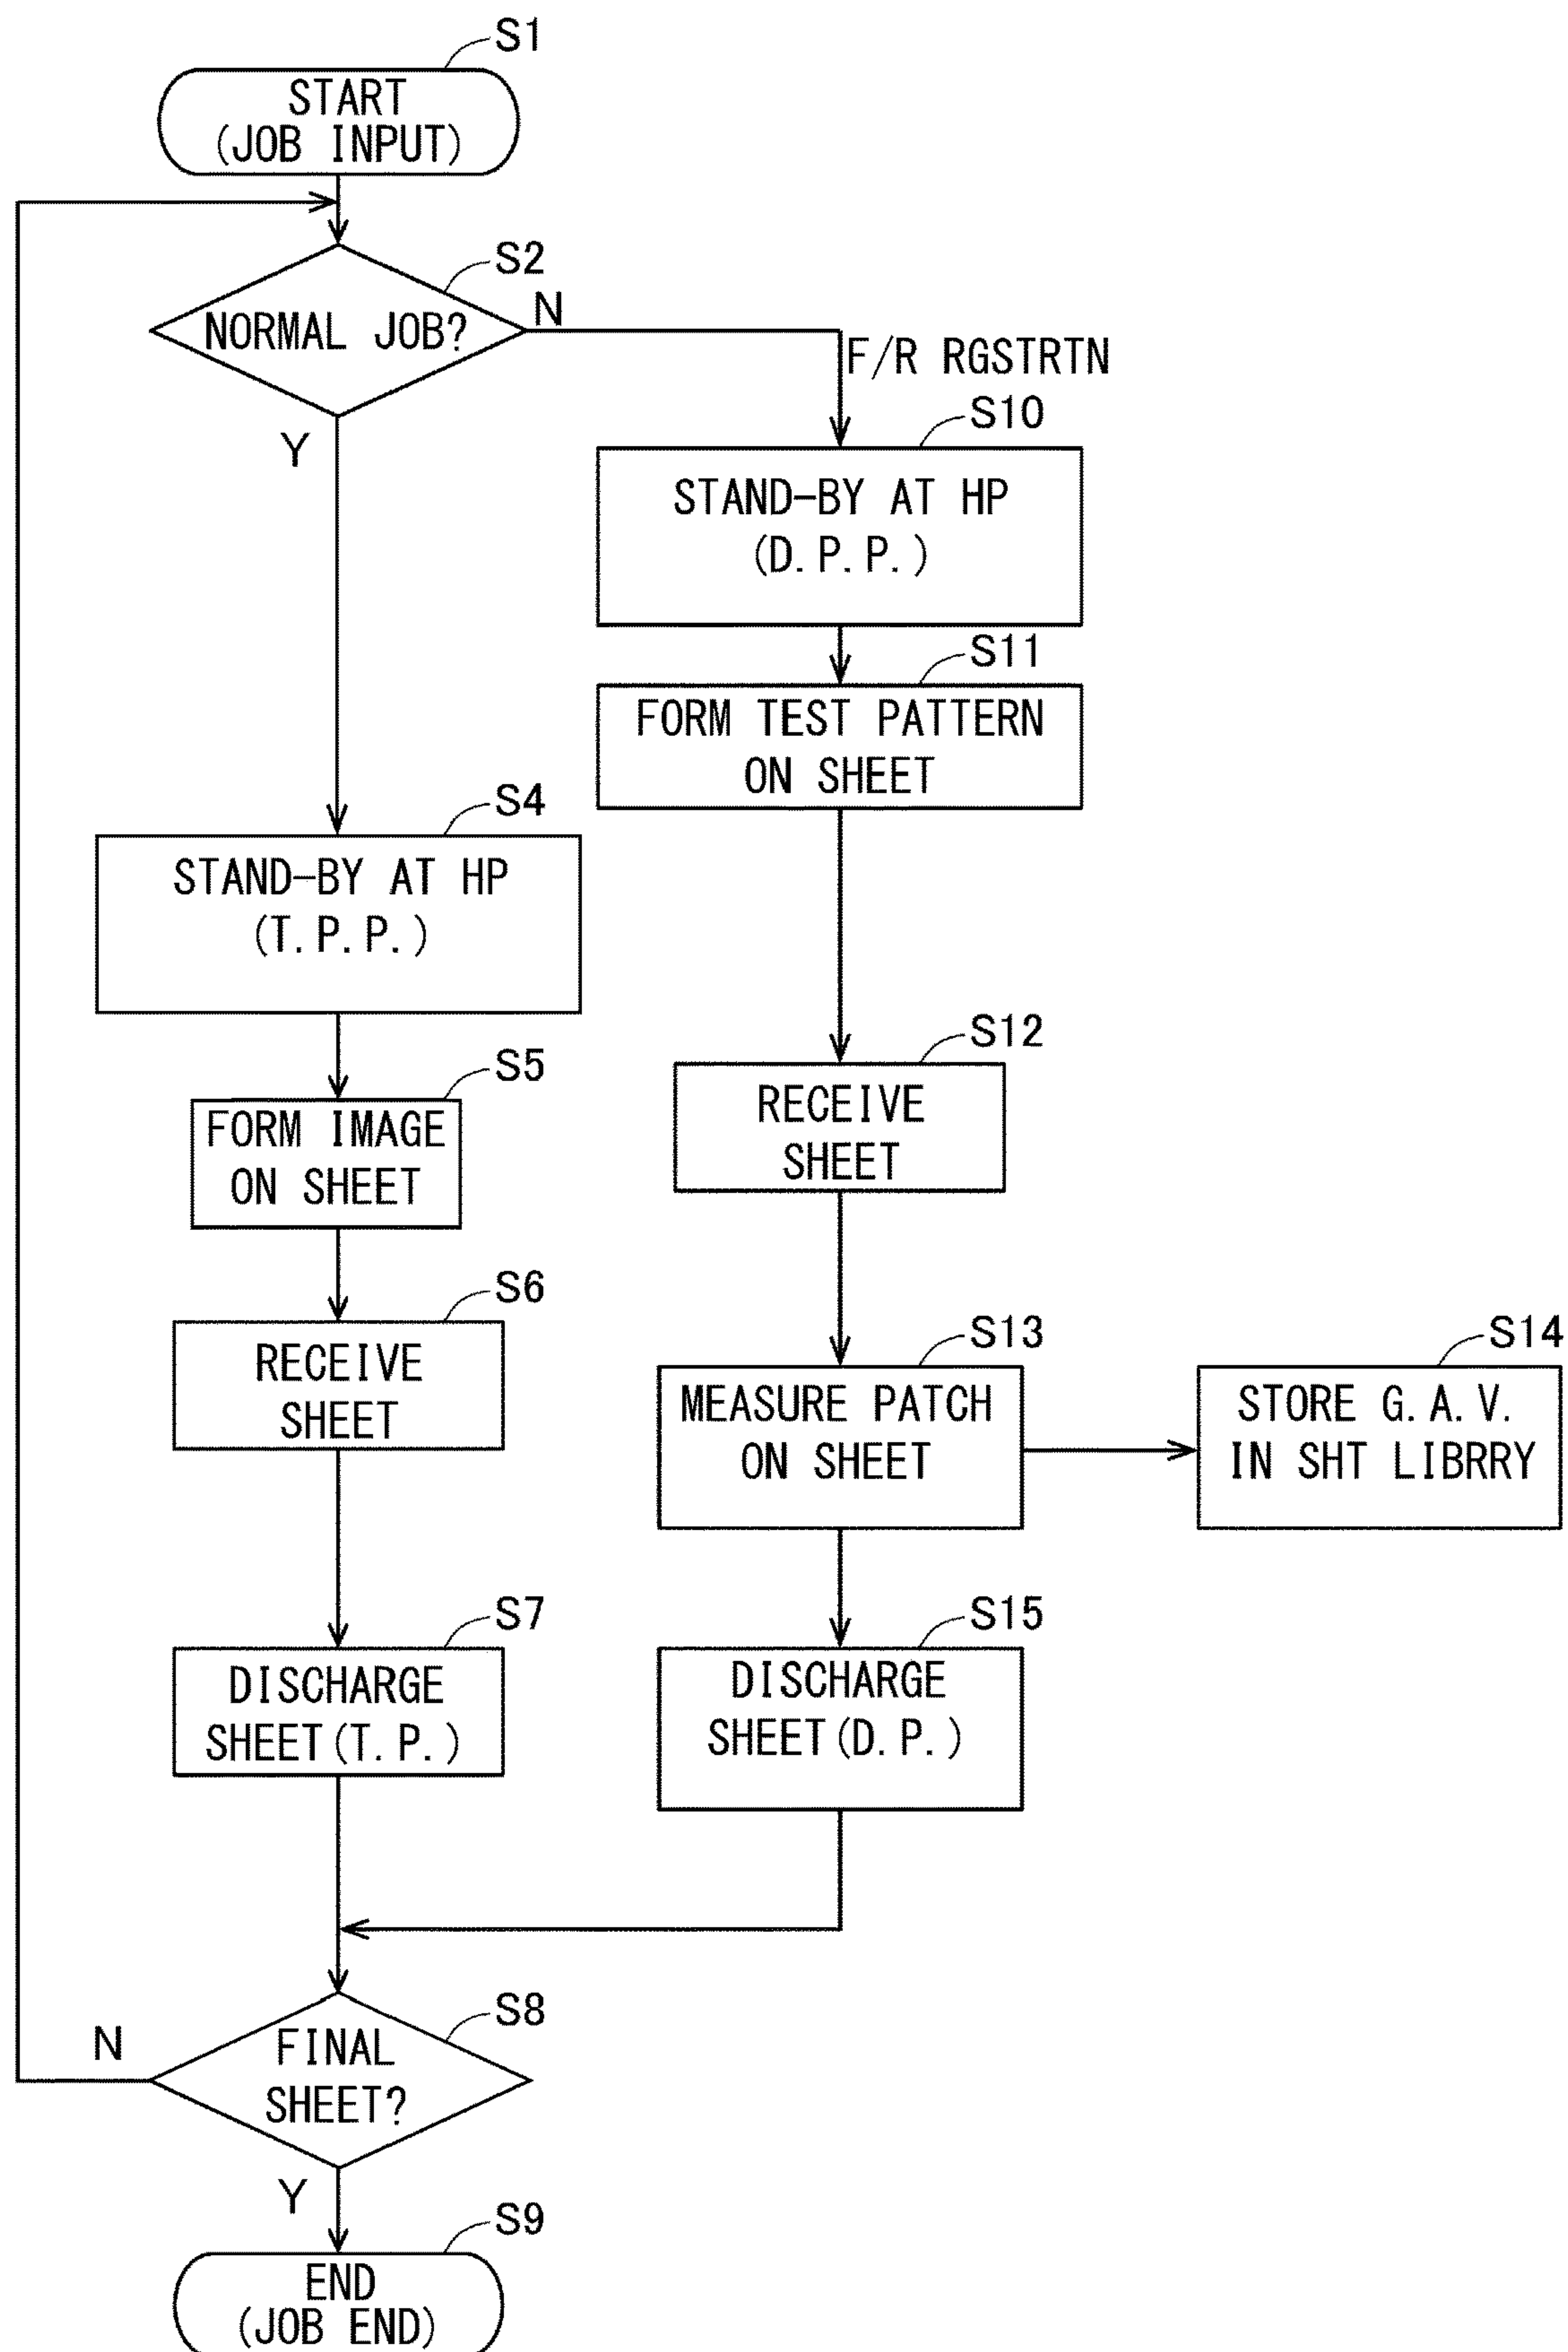 S1
START
(JOB INPUT)
S2
NORMAL JOB?
N
F/R RGSTRTN
Y
S10
STAND-BY AT HP
(D.P.P.)
S11
FORM TEST PATTERN
ON SHEET
S4
STAND-BY AT HP
(T.P.P.)
S5
FORM IMAGE
ON SHEET
S12
RECEIVE
SHEET
S6
RECEIVE
SHEET
S13
MEASURE PATCH
ON SHEET
S14
STORE G.A.V.
IN SHT LIBRRY
S7
DISCHARGE
SHEET(T.P.)
S15
DISCHARGE
SHEET(D.P.)
S8
FINAL
SHEET?
N
Y
S9
END
(JOB END)